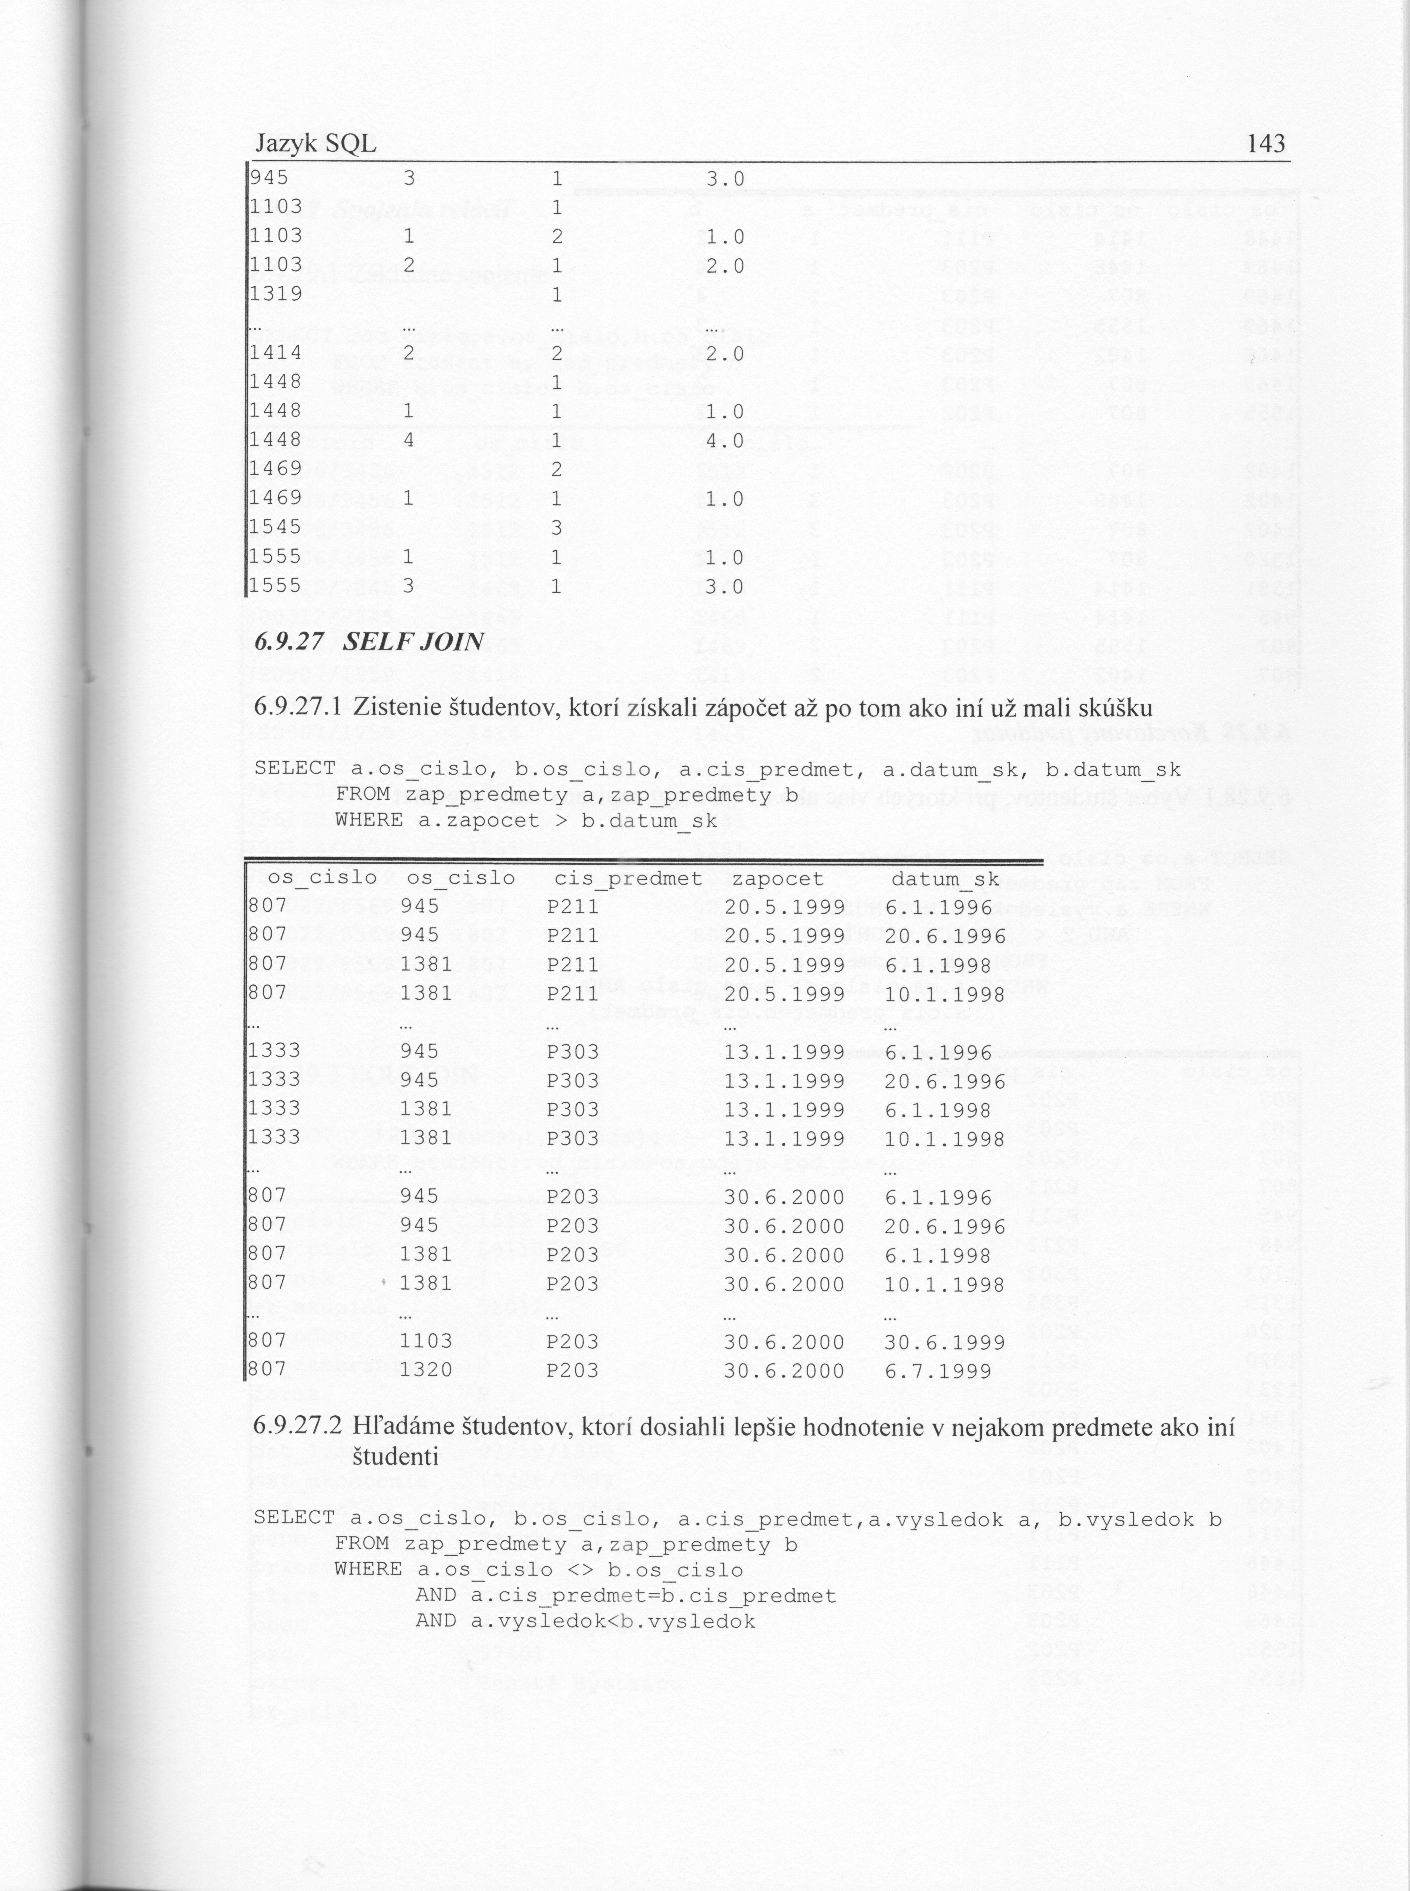 Jazyk SQL 143
945 3 1 3.0
1103 1
1103 1 2 1.0
1103 2 1 2.0
1319 1
... ... ... ...
1414 2 2 2.0
1448 1
1448 1 1 1.0
1448 4 1 4.0
1469 2
1469 1 1 1.0
1545 3
1555 1 1 1.0
1555 3 1 3.0
6.9.27 SELF JOIN
6.9.27.1 Zistenie študentov, ktorí získali zápočet až po tom ako iní už mali skúšku
SELECT a.os_cislo, b.os_cislo, a.cis_predmet, a.datum_sk, b.datum_sk
FROM zap_predmety a,zap_predmety b
WHERE a.zapocet > b.datum_sk
os_cislo os_cislo cis_predmet zapocet datum_sk
807 945 P211 20.5.1999 6.1.1996
807 945 P211 20.5.1999 20.6.1996
807 1381 P211 20.5.1999 6.1.1998
807 1381 P211 20.5.1999 10.1.1998
... ... ... ... ...
1333 945 P303 13.1.1999 6.1.1996
1333 945 P303 13.1.1999 20.6.1996
1333 1381 P303 13.1.1999 6.1.1998
1333 1381 P303 13.1.1999 10.1.1998
... ... ... ... ...
807 945 P203 30.6.2000 6.1.1996
807 945 P203 30.6.2000 20.6.1996
807 1381 P203 30.6.2000 6.1.1998
807 1381 P203 30.6.2000 10.1.1998
... ... ... ... ...
807 1103 P203 30.6.2000 30.6.1999
807 1320 P203 30.6.2000 6.7.1999
6.9.27.2 Hľadáme študentov, ktorí dosiahli lepšie hodnotenie v nejakom predmete ako iní
študenti
SELECT a.os_cislo, b.os_cislo, a.cis_predmet,a.vysledok a, b.vysledok b
FROM zap_predmety a,zap_predmety b
WHERE a.os_cislo <> b.os_cislo
AND a.cis_predmet=b.cis_predmet
AND a.vysledok<b.vysledok